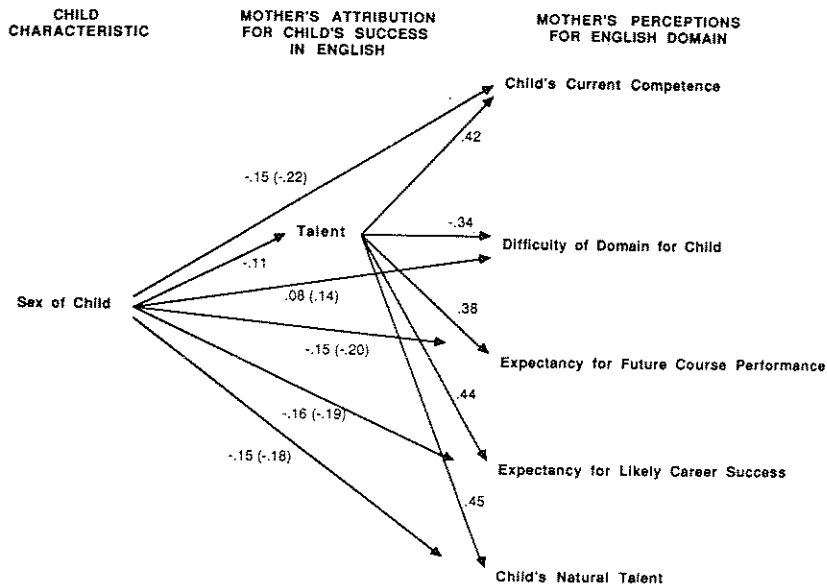 CHILD
CHARACTERISTIC
MOTHER'S ATTRIBUTION
FOR CHILD'S SUCCESS
IN ENGLISH
MOTHER'S PERCEPTIONS
FOR ENGLISH DOMAIN
Child's Current Competence
.42
-.15 (-.22)
Talent
-.34
Difficulty of Domain for Child
-.11
Sex of Child
.08 (.14)
.38
-.15 (-.20)
Expectancy for Future Course Performance
.44
-.16 (-.19)
-.15 (-.18)
Expectancy for Likely Career Success
.45
Child's Natural Talent